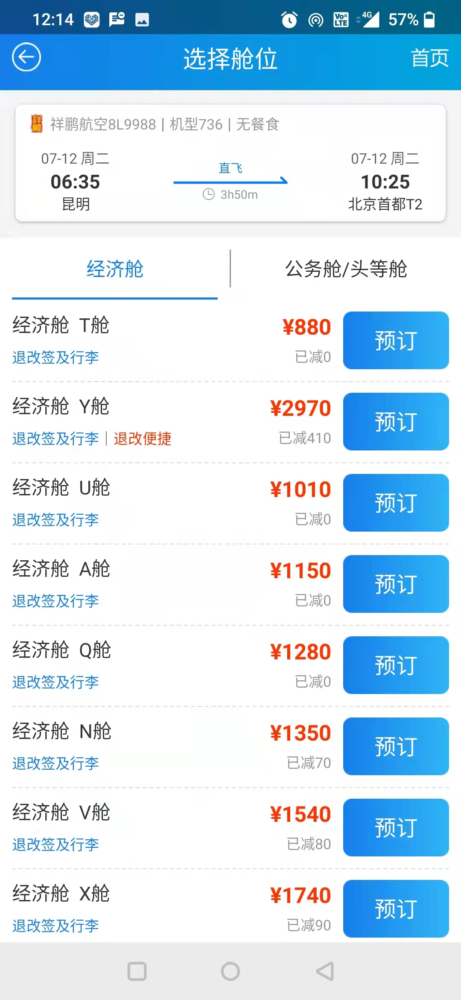 12:14 4G 57%
选择舱位 首页
祥鹏航空8L9988 | 机型736 | 无餐食
07-12 周二 07-12 周二
直飞
06:35 10:25
3h50m
昆明 北京首都T2
经济舱 公务舱/头等舱
经济舱 T舱 ¥880 预订
退改签及行李 已减0
经济舱 Y舱 ¥2970 预订
退改签及行李 | 退改便捷 已减410
经济舱 U舱 ¥1010 预订
退改签及行李 已减0
经济舱 A舱 ¥1150 预订
退改签及行李 已减0
经济舱 Q舱 ¥1280 预订
退改签及行李 已减0
经济舱 N舱 ¥1350 预订
退改签及行李 已减70
经济舱 V舱 ¥1540 预订
退改签及行李 已减80
经济舱 X舱 ¥1740 预订
退改签及行李 已减90